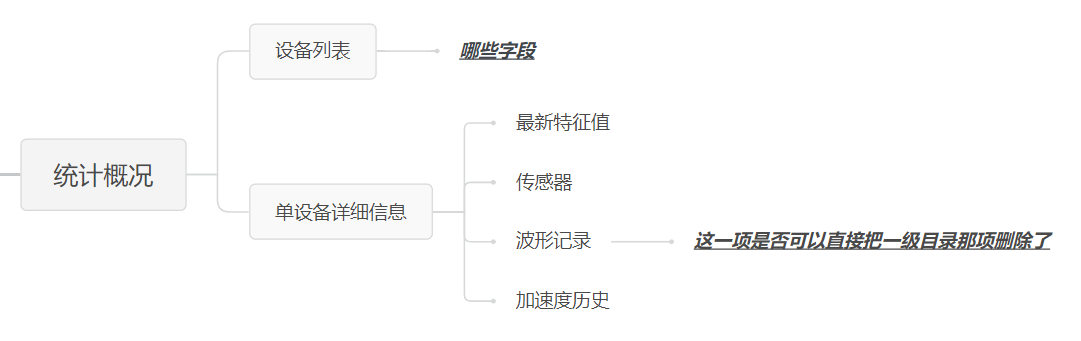 设备列表
哪些字段
最新特征值
统计概况
传感器
单设备详细信息
波形记录
这一项是否可以直接把一级目录那项删除了
加速度历史